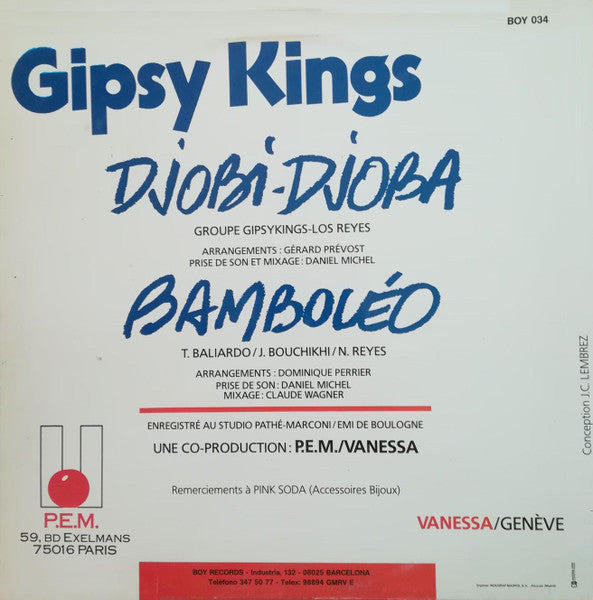 BOY 034
Gipsy Kings
DJOBI-DJOBA
GROUPE GIPSYKINGS-LOS REYES
ARRANGEMENTS : GÉRARD PRÉVOST
PRISE DE SON ET MIXAGE : DANIEL MICHEL
BAMBOLÉO
T. BALIARDO / J. BOUCHIKHI / N. REYES
ARRANGEMENTS : DOMINIQUE PERRIER
PRISE DE SON : DANIEL MICHEL
MIXAGE : CLAUDE WAGNER
ENREGISTRÉ AU STUDIO PATHÉ-MARCONI / EMI DE BOULOGNE
UNE CO-PRODUCTION : P.E.M./VANESSA
Remerciements à PINK SODA (Accessoires Bijoux)
Conception J.C. LEMBREZ
P.E.M.
59, BD EXELMANS
75016 PARIS
VANESSA/GENÈVE
BOY RECORDS - Industria, 132 - 08025 BARCELONA
Teléfono 347 50 77 - Telex: 98894 GMRV E